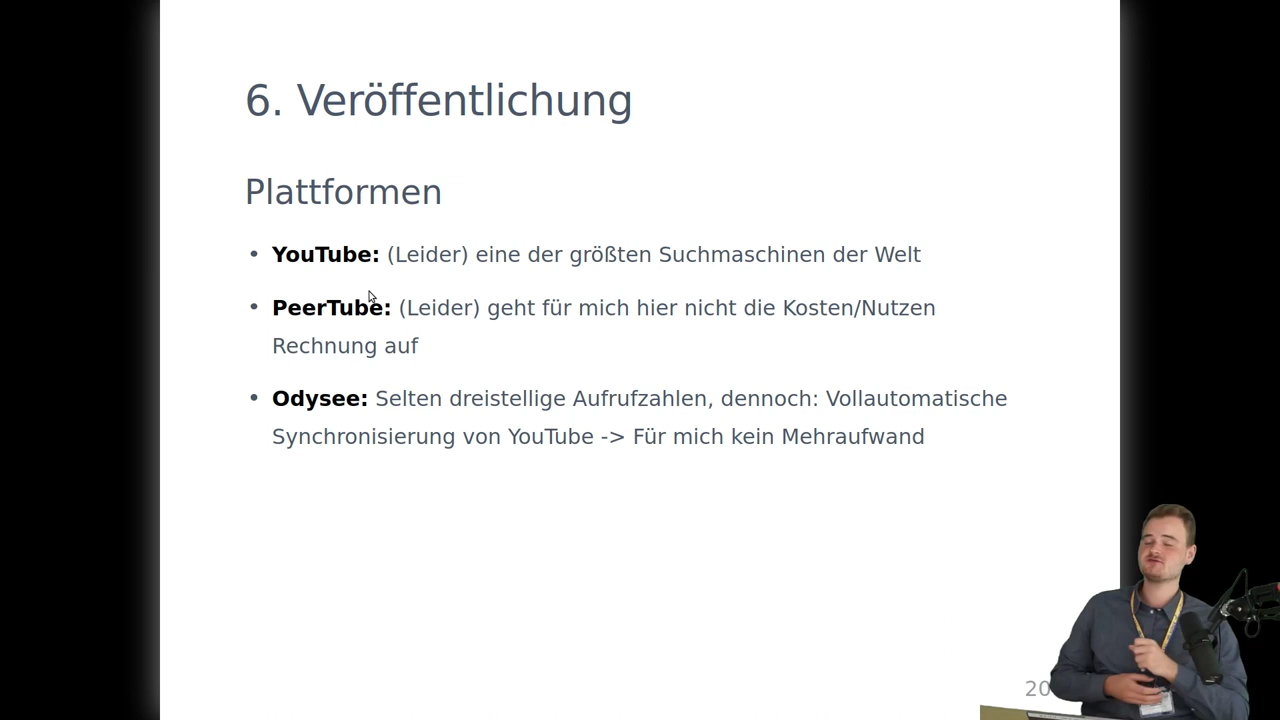 6. Veröffentlichung
Plattformen
• YouTube: (Leider) eine der größten Suchmaschinen der Welt
• PeerTube: (Leider) geht für mich hier nicht die Kosten/Nutzen
Rechnung auf
• Odysee: Selten dreistellige Aufrufzahlen, dennoch: Vollautomatische
Synchronisierung von YouTube -> Für mich kein Mehraufwand
20